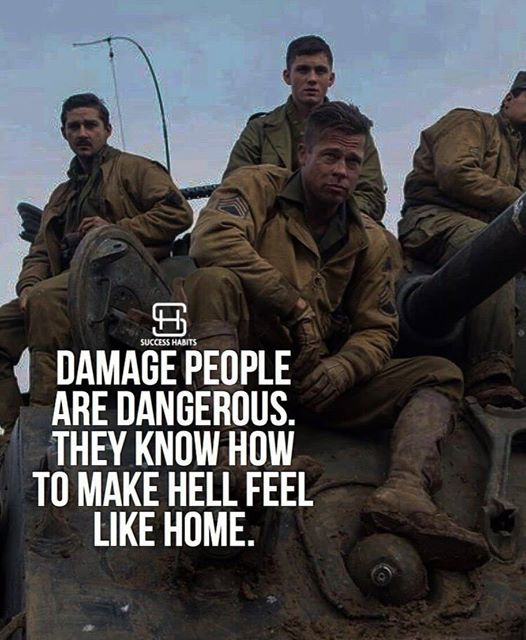 SH
SUCCESS HABITS
DAMAGE PEOPLE
ARE DANGEROUS.
THEY KNOW HOW
TO MAKE HELL FEEL
LIKE HOME.